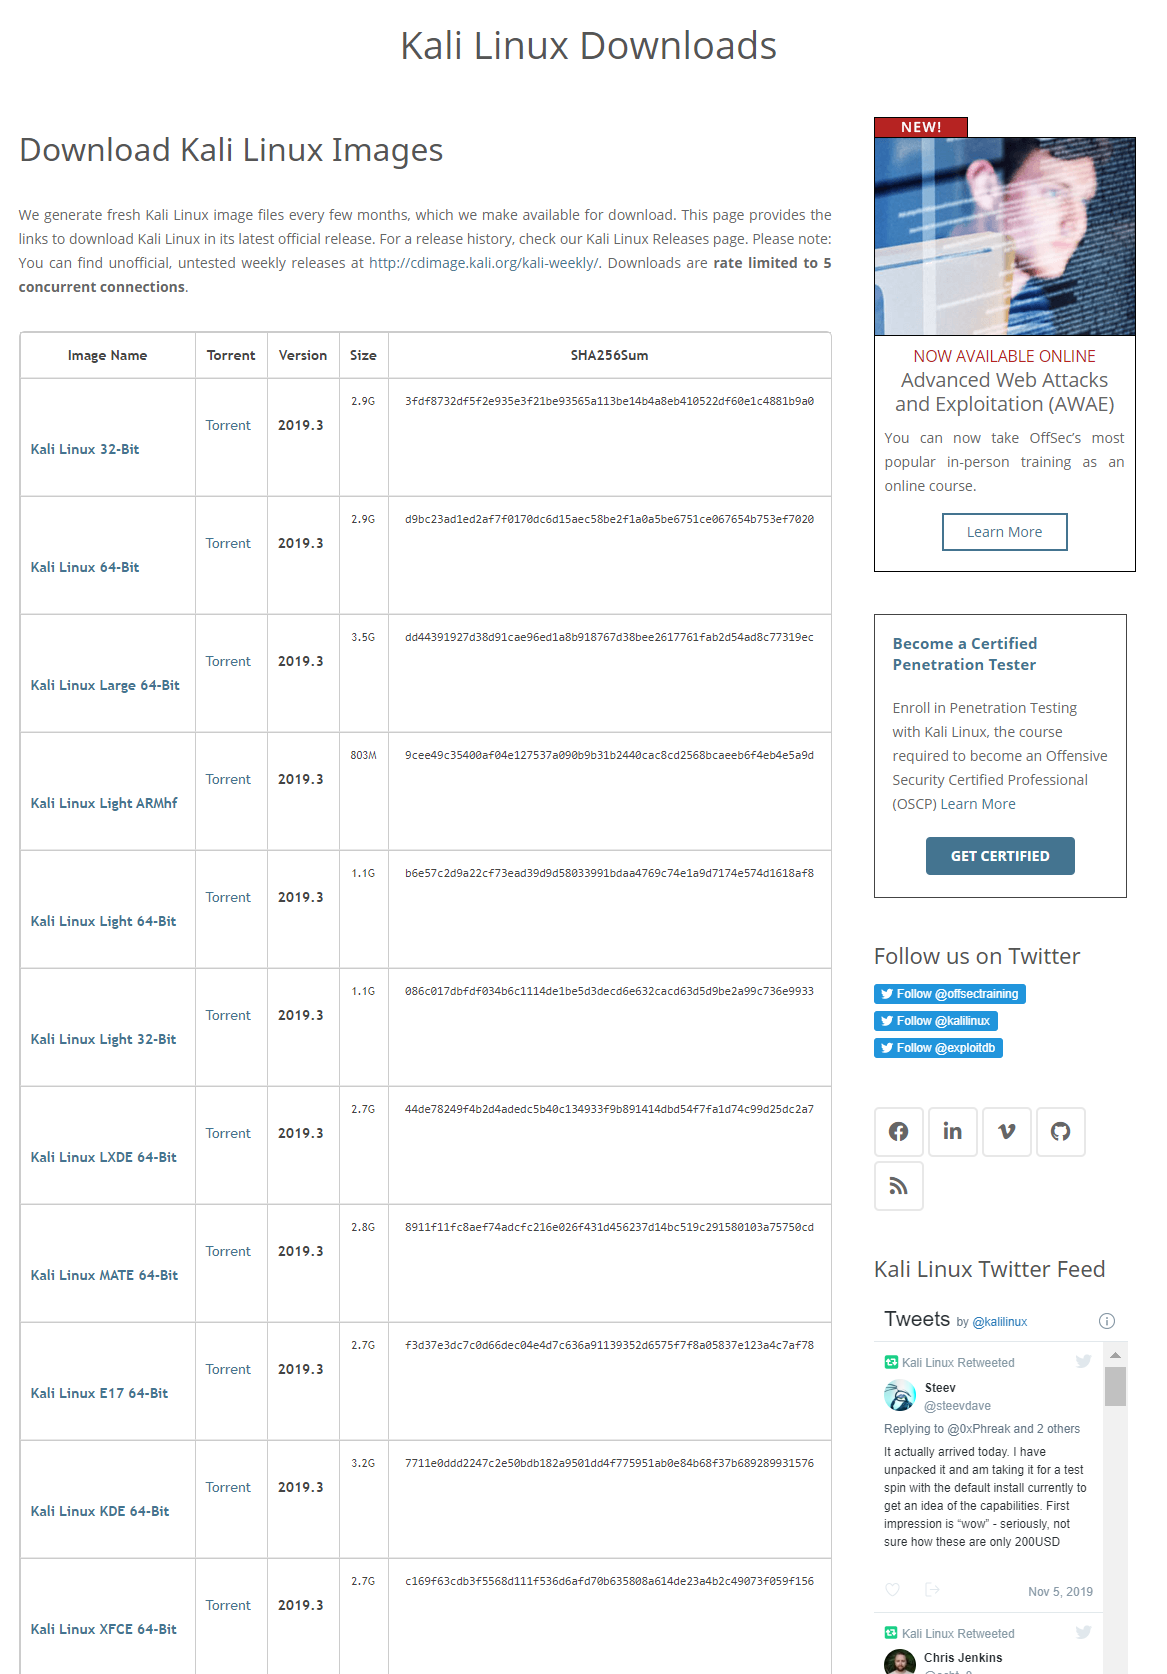 Kali Linux Downloads
Download Kali Linux Images
We generate fresh Kali Linux image files every few months, which we make available for download. This page provides the
links to download Kali Linux in its latest official release. For a release history, check our Kali Linux Releases page. Please note:
You can find unofficial, untested weekly releases at http://cdimage.kali.org/kali-weekly/. Downloads are rate limited to 5
concurrent connections.
Image Name Torrent Version Size SHA256Sum
Kali Linux 32-Bit Torrent 2019.3 2.9G 3fdf8732df5f2e935e3f21be93565a113be14b4a8eb410522df60e1c4881b9a0
Kali Linux 64-Bit Torrent 2019.3 2.9G d9bc23ad1ed2af7f0170dc6d15aec58be2f1a0a5be6751ce067654b753ef7020
Kali Linux Large 64-Bit Torrent 2019.3 3.5G dd44391927d38d91cae96ed1a8b918767d38bee2617761fab2d54ad8c77319ec
Kali Linux Light ARMhf Torrent 2019.3 803M 9cee49c35400af04e127537a090b9b31b2440cac8cd2568bcaeeb6f4eb4e5a9d
Kali Linux Light 64-Bit Torrent 2019.3 1.1G b6e57c2d9a22cf73ead39d9d58033991bdaa4769c74e1a9d7174e574d1618af8
Kali Linux Light 32-Bit Torrent 2019.3 1.1G 086c017dbfdf034b6c1114de1be5d3decd6e632cacd63d5d9be2a99c736e9933
Kali Linux LXDE 64-Bit Torrent 2019.3 2.7G 44de78249f4b2d4adedc5b40c134933f9b891414dbd54f7fa1d74c99d25dc2a7
Kali Linux MATE 64-Bit Torrent 2019.3 2.8G 8911f11fc8aef74adcfc216e026f431d456237d14bc519c291580103a75750cd
Kali Linux E17 64-Bit Torrent 2019.3 2.7G f3d37e3dc7c0d66dec04e4d7c636a91139352d6575f7f8a05837e123a4c7af78
Kali Linux KDE 64-Bit Torrent 2019.3 3.2G 7711e0ddd2247c2e50bdb182a9501dd4f775951ab0e84b68f37b689289931576
Kali Linux XFCE 64-Bit Torrent 2019.3 2.7G c169f63cdb3f5568d111f536d6afd70b635808a614de23a4b2c49073f059f156
NEW!
NOW AVAILABLE ONLINE
Advanced Web Attacks
and Exploitation (AWAE)
You can now take OffSec’s most
popular in-person training as an
online course.
Learn More
Become a Certified
Penetration Tester
Enroll in Penetration Testing
with Kali Linux, the course
required to become an Offensive
Security Certified Professional
(OSCP) Learn More
GET CERTIFIED
Follow us on Twitter
Follow @offsectraining
Follow @kalilinux
Follow @exploitdb
Kali Linux Twitter Feed
Tweets by @kalilinux
Kali Linux Retweeted
Steev
@steevdave
Replying to @0xPhreak and 2 others
It actually arrived today. I have
unpacked it and am taking it for a test
spin with the default install currently to
get an idea of the capabilities. First
impression is “wow” - seriously, not
sure how these are only 200USD
Nov 5, 2019
Kali Linux Retweeted
Chris Jenkins